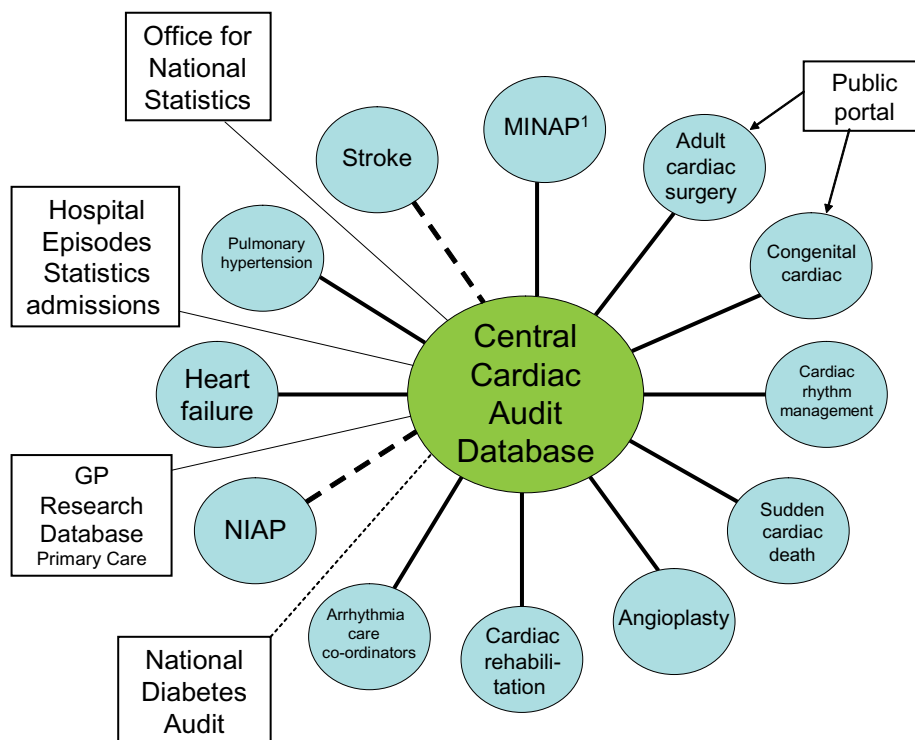 Office for
National
Statistics
MINAP¹
Public
portal
Stroke
Adult
cardiac
surgery
Hospital
Episodes
Statistics
admissions
Pulmonary
hypertension
Congenital
cardiac
Central
Cardiac
Audit
Database
Heart
failure
Cardiac
rhythm
management
GP
Research
Database
Primary Care
NIAP
Sudden
cardiac
death
Arrhythmia
care
co-ordinators
Cardiac
rehabili-
tation
Angioplasty
National
Diabetes
Audit